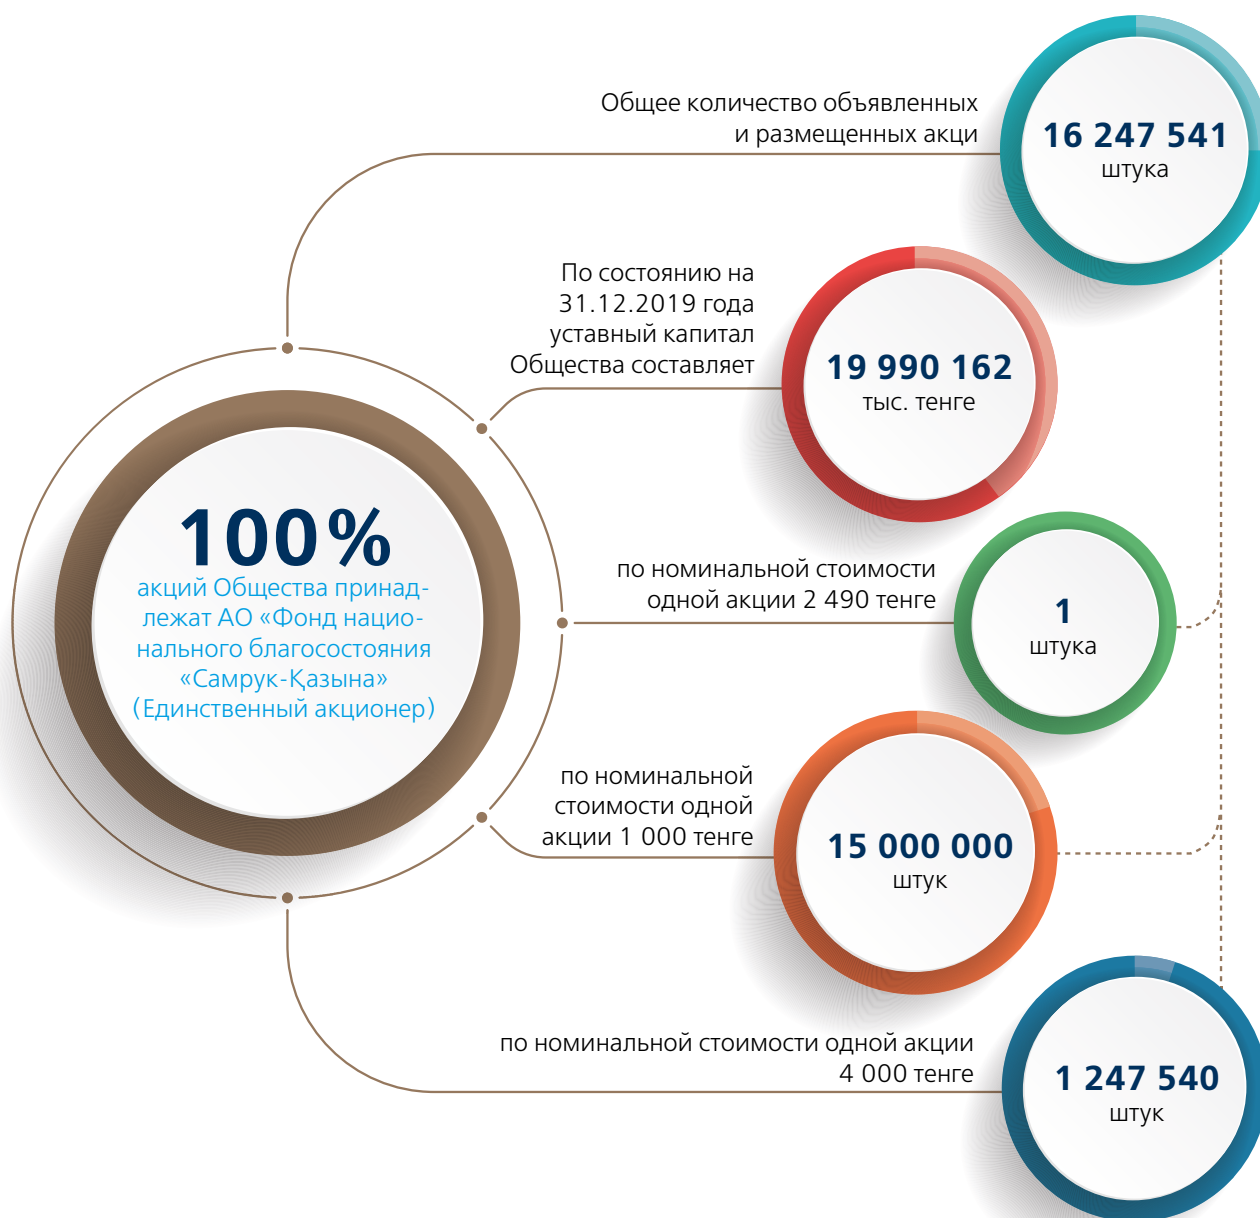 Общее количество объявленных
и размещенных акци
16 247 541
штука
По состоянию на
31.12.2019 года
уставный капитал
Общества составляет
19 990 162
тыс. тенге
100%
акций Общества принад-
лежат АО «Фонд нацио-
нального благосостояния
«Самрук-Қазына»
(Единственный акционер)
по номинальной стоимости
одной акции 2 490 тенге
1
штука
по номинальной
стоимости одной
акции 1 000 тенге
15 000 000
штук
по номинальной стоимости одной акции
4 000 тенге
1 247 540
штук